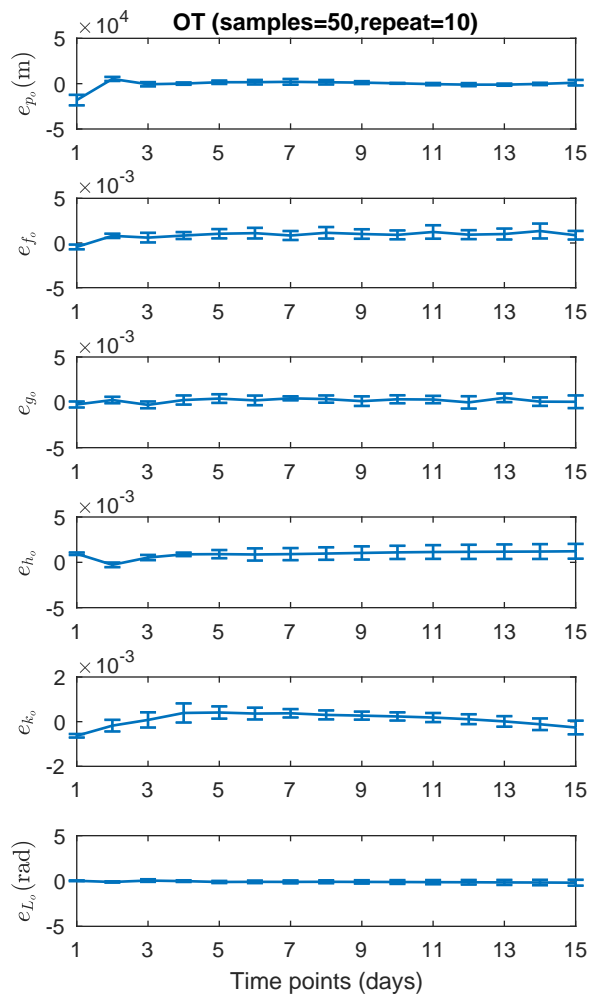 OT (samples=50,repeat=10)
×10^4
e_{p_o}(m)
5
0
-5
1 3 5 7 9 11 13 15
×10^-3
e_{f_o}
5
0
-5
1 3 5 7 9 11 13 15
×10^-3
e_{g_o}
5
0
-5
1 3 5 7 9 11 13 15
×10^-3
e_{h_o}
5
0
-5
1 3 5 7 9 11 13 15
×10^-3
e_{k_o}
2
0
-2
1 3 5 7 9 11 13 15
e_{L_o}(rad)
5
0
-5
1 3 5 7 9 11 13 15
Time points (days)